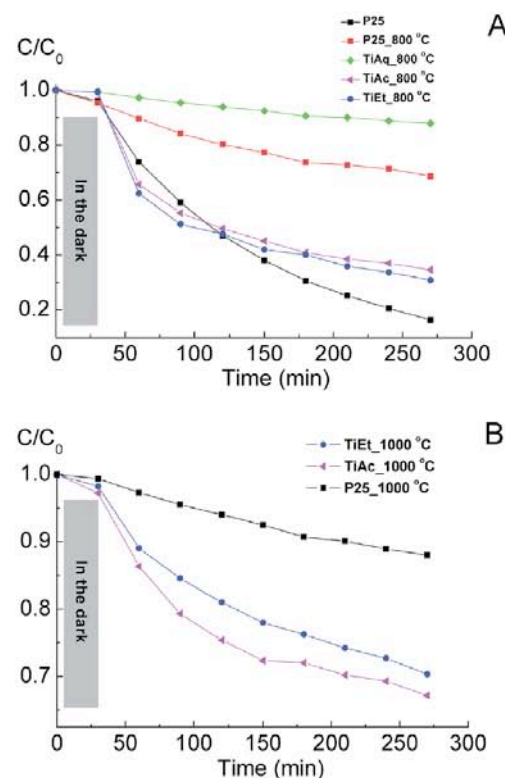 A
C/C0
P25
P25_800 °C
TiAq_800 °C
TiAc_800 °C
TiEt_800 °C
1.0
0.8
0.6
0.4
0.2
In the dark
0 50 100 150 200 250 300
Time (min)
B
C/C0
TiEt_1000 °C
TiAc_1000 °C
P25_1000 °C
1.0
0.9
0.8
0.7
In the dark
0 50 100 150 200 250 300
Time (min)